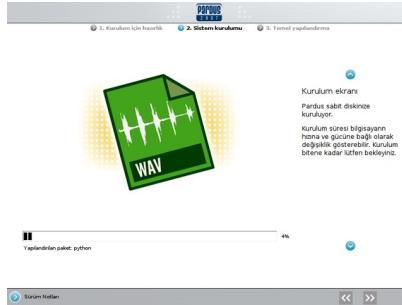 PARDUS
2007
1. Kurulum için hazırlık 2. Sistem kurulumu 3. Temel yapılandırma
Kurulum ekranı
Pardus sabit diskinize
kuruluyor.
Kurulum süresi bilgisayarın
hızına ve gücüne bağlı olarak
değişiklik gösterebilir. Kurulum
bitene kadar lütfen bekleyiniz.
WAV
4%
Yapılandırılan paket: python
Sürüm Notları